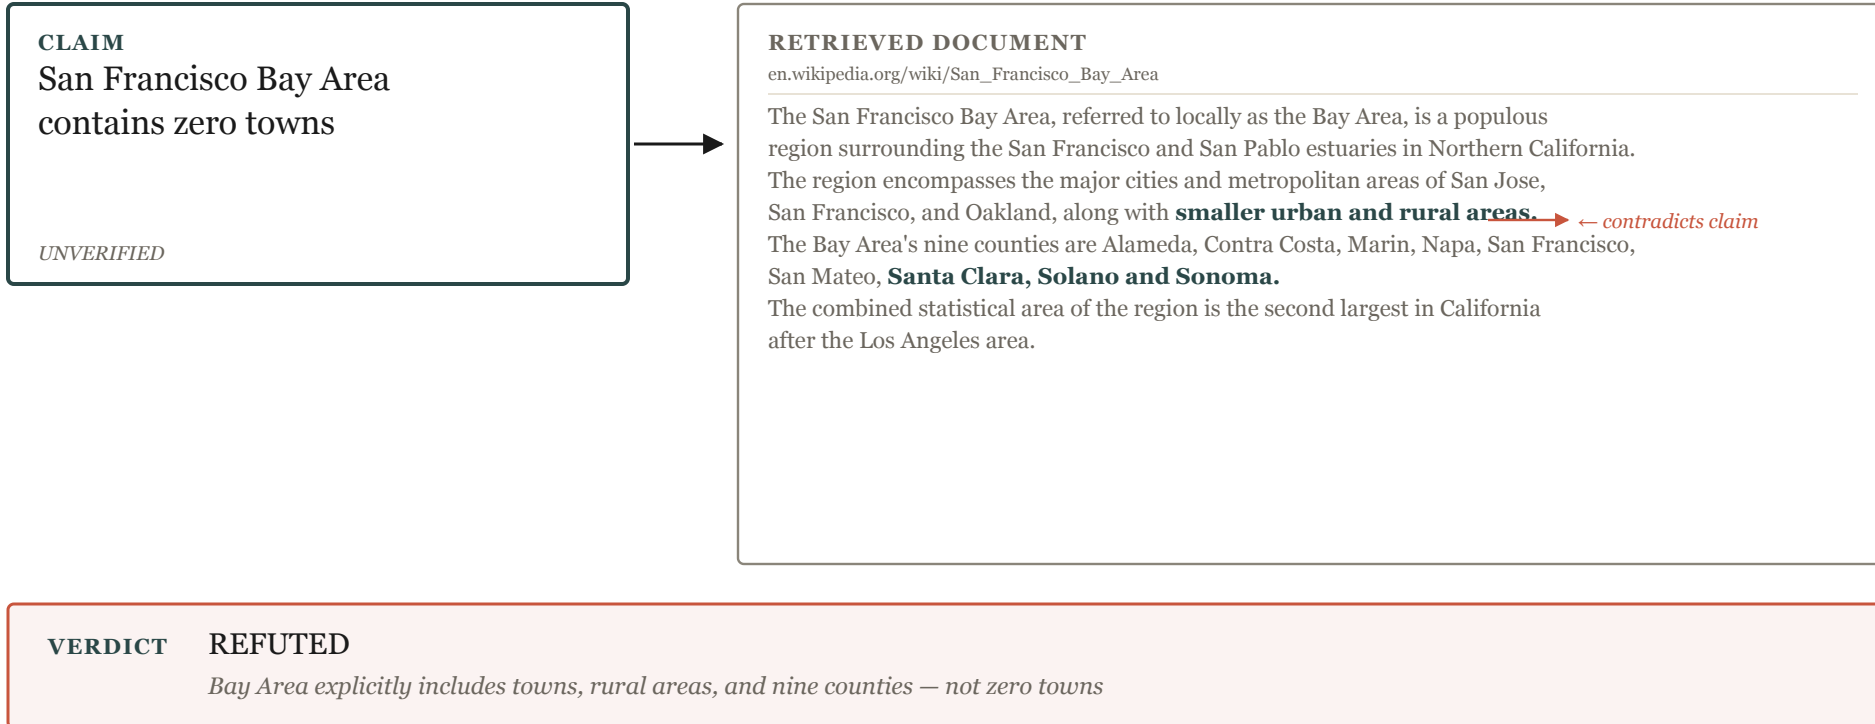 CLAIM
San Francisco Bay Area
contains zero towns
UNVERIFIED
RETRIEVED DOCUMENT
en.wikipedia.org/wiki/San_Francisco_Bay_Area
The San Francisco Bay Area, referred to locally as the Bay Area, is a populous
region surrounding the San Francisco and San Pablo estuaries in Northern California.
The region encompasses the major cities and metropolitan areas of San Jose,
San Francisco, and Oakland, along with smaller urban and rural areas.
← contradicts claim
The Bay Area's nine counties are Alameda, Contra Costa, Marin, Napa, San Francisco,
San Mateo, Santa Clara, Solano and Sonoma.
The combined statistical area of the region is the second largest in California
after the Los Angeles area.
VERDICT REFUTED
Bay Area explicitly includes towns, rural areas, and nine counties — not zero towns